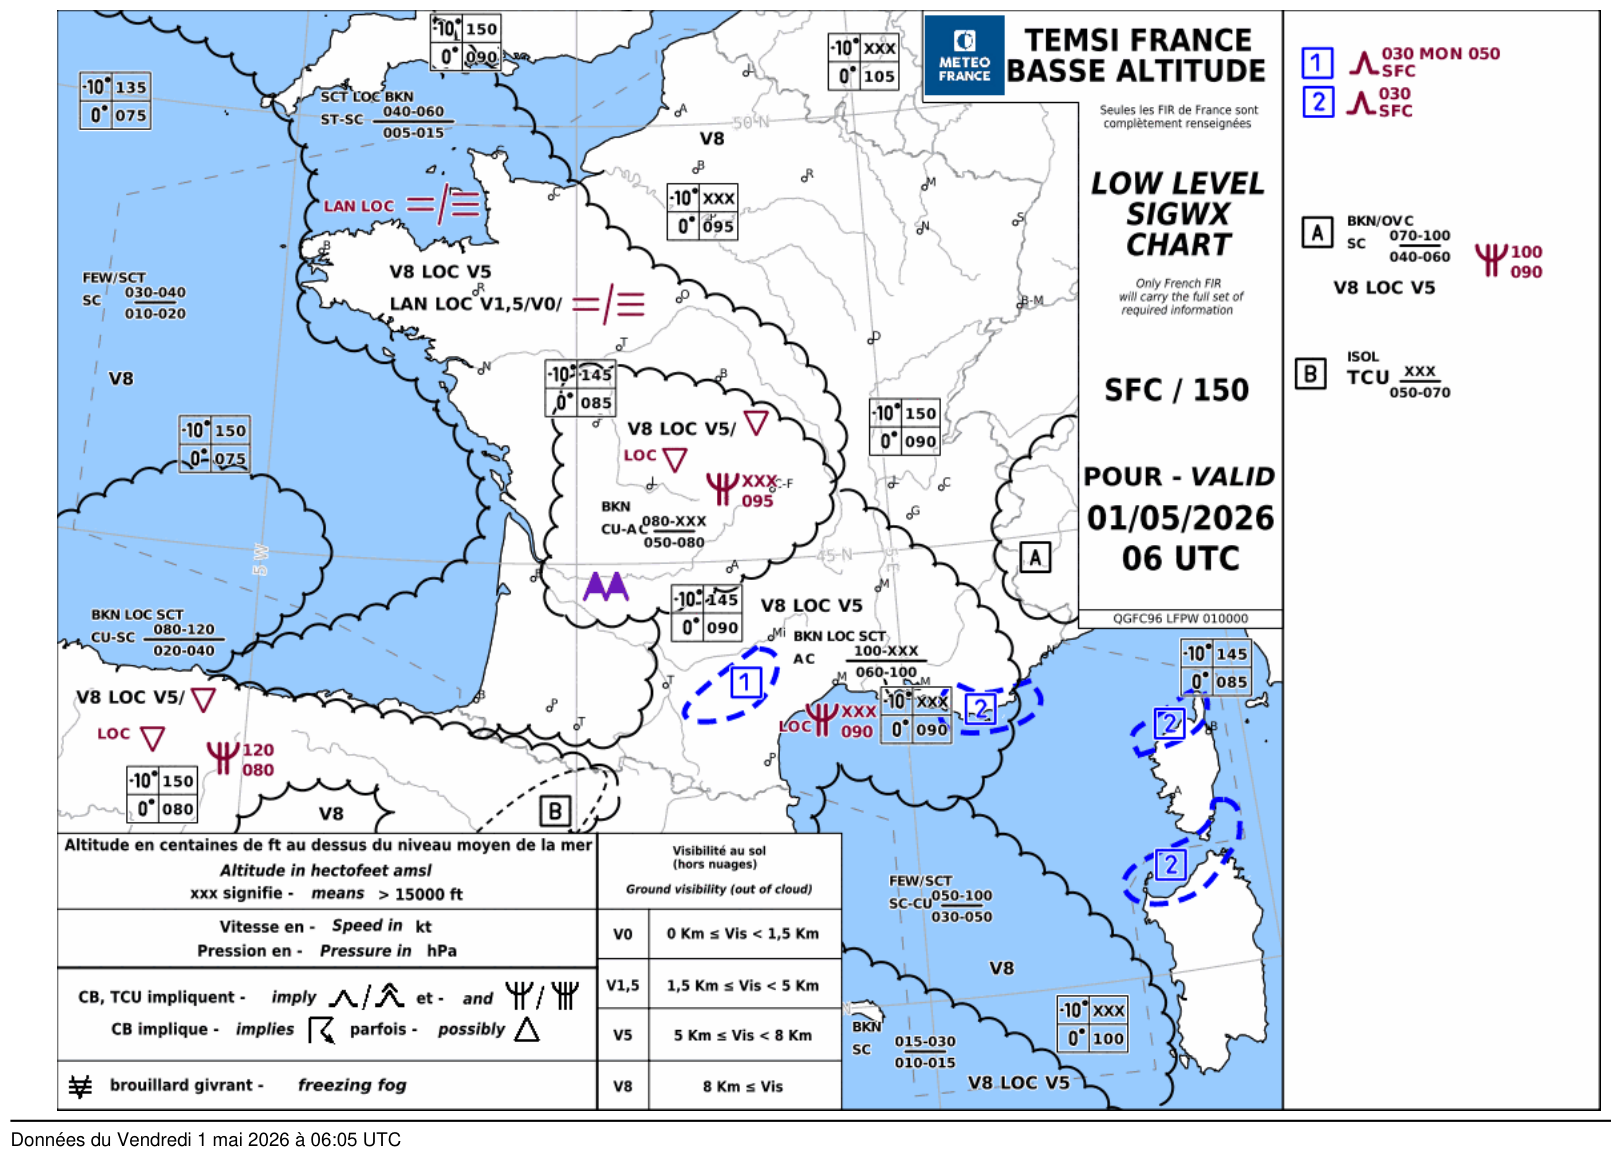 TEMSI FRANCE
BASSE ALTITUDE
METEO
FRANCE
Seules les FIR de France sont
complètement renseignées
LOW LEVEL
SIGWX
CHART
Only French FIR
will carry the full set of
required information
SFC / 150
POUR - VALID
01/05/2026
06 UTC
QGFC96 LFPW 010000
1 030 MON 050
SFC
2 030
SFC
A BKN/OVC
SC 070-100
040-060
100
090
V8 LOC V5
B ISOL
TCU XXX
050-070
-10° 150
0° 090
-10° 135
0° 075
-10° XXX
0° 105
SCT LOC BKN
ST-SC 040-060
005-015
50 N
V8
LAN LOC
-10° XXX
0° 095
V8 LOC V5
LAN LOC V1,5/V0/
FEW/SCT
SC 030-040
010-020
V8
-10° 145
0° 085
-10° 150
0° 075
-10° 150
0° 090
V8 LOC V5/
LOC
XXX
095
BKN
CU-AC 080-XXX
050-080
45 N
5 W
5 E
A
-10° 145
0° 090
V8 LOC V5
BKN LOC SCT
AC 100-XXX
060-100
BKN LOC SCT
CU-SC 080-120
020-040
1
LOC XXX
090
-10° XXX
0° 090
2
-10° 145
0° 085
2
2
V8 LOC V5/
LOC
120
080
-10° 150
0° 080
V8
B
FEW/SCT
SC-CU 050-100
030-050
V8
-10° XXX
0° 100
BKN
SC 015-030
010-015
V8 LOC V5
L
A
B
R
M
N
S
C
C
B
R
O
B-M
D
T
N
B
L
C-F
L
C
G
A
M
Mi
N
M
M
T
B
P
T
P
B
A
A
Altitude en centaines de ft au dessus du niveau moyen de la mer
Altitude in hectofeet amsl
xxx signifie - means > 15000 ft
Vitesse en - Speed in kt
Pression en - Pressure in hPa
CB, TCU impliquent - imply / et - and /
CB implique - implies parfois - possibly
brouillard givrant - freezing fog
Visibilité au sol
(hors nuages)
Ground visibility (out of cloud)
V0 0 Km ≤ Vis < 1,5 Km
V1,5 1,5 Km ≤ Vis < 5 Km
V5 5 Km ≤ Vis < 8 Km
V8 8 Km ≤ Vis
Données du Vendredi 1 mai 2026 à 06:05 UTC